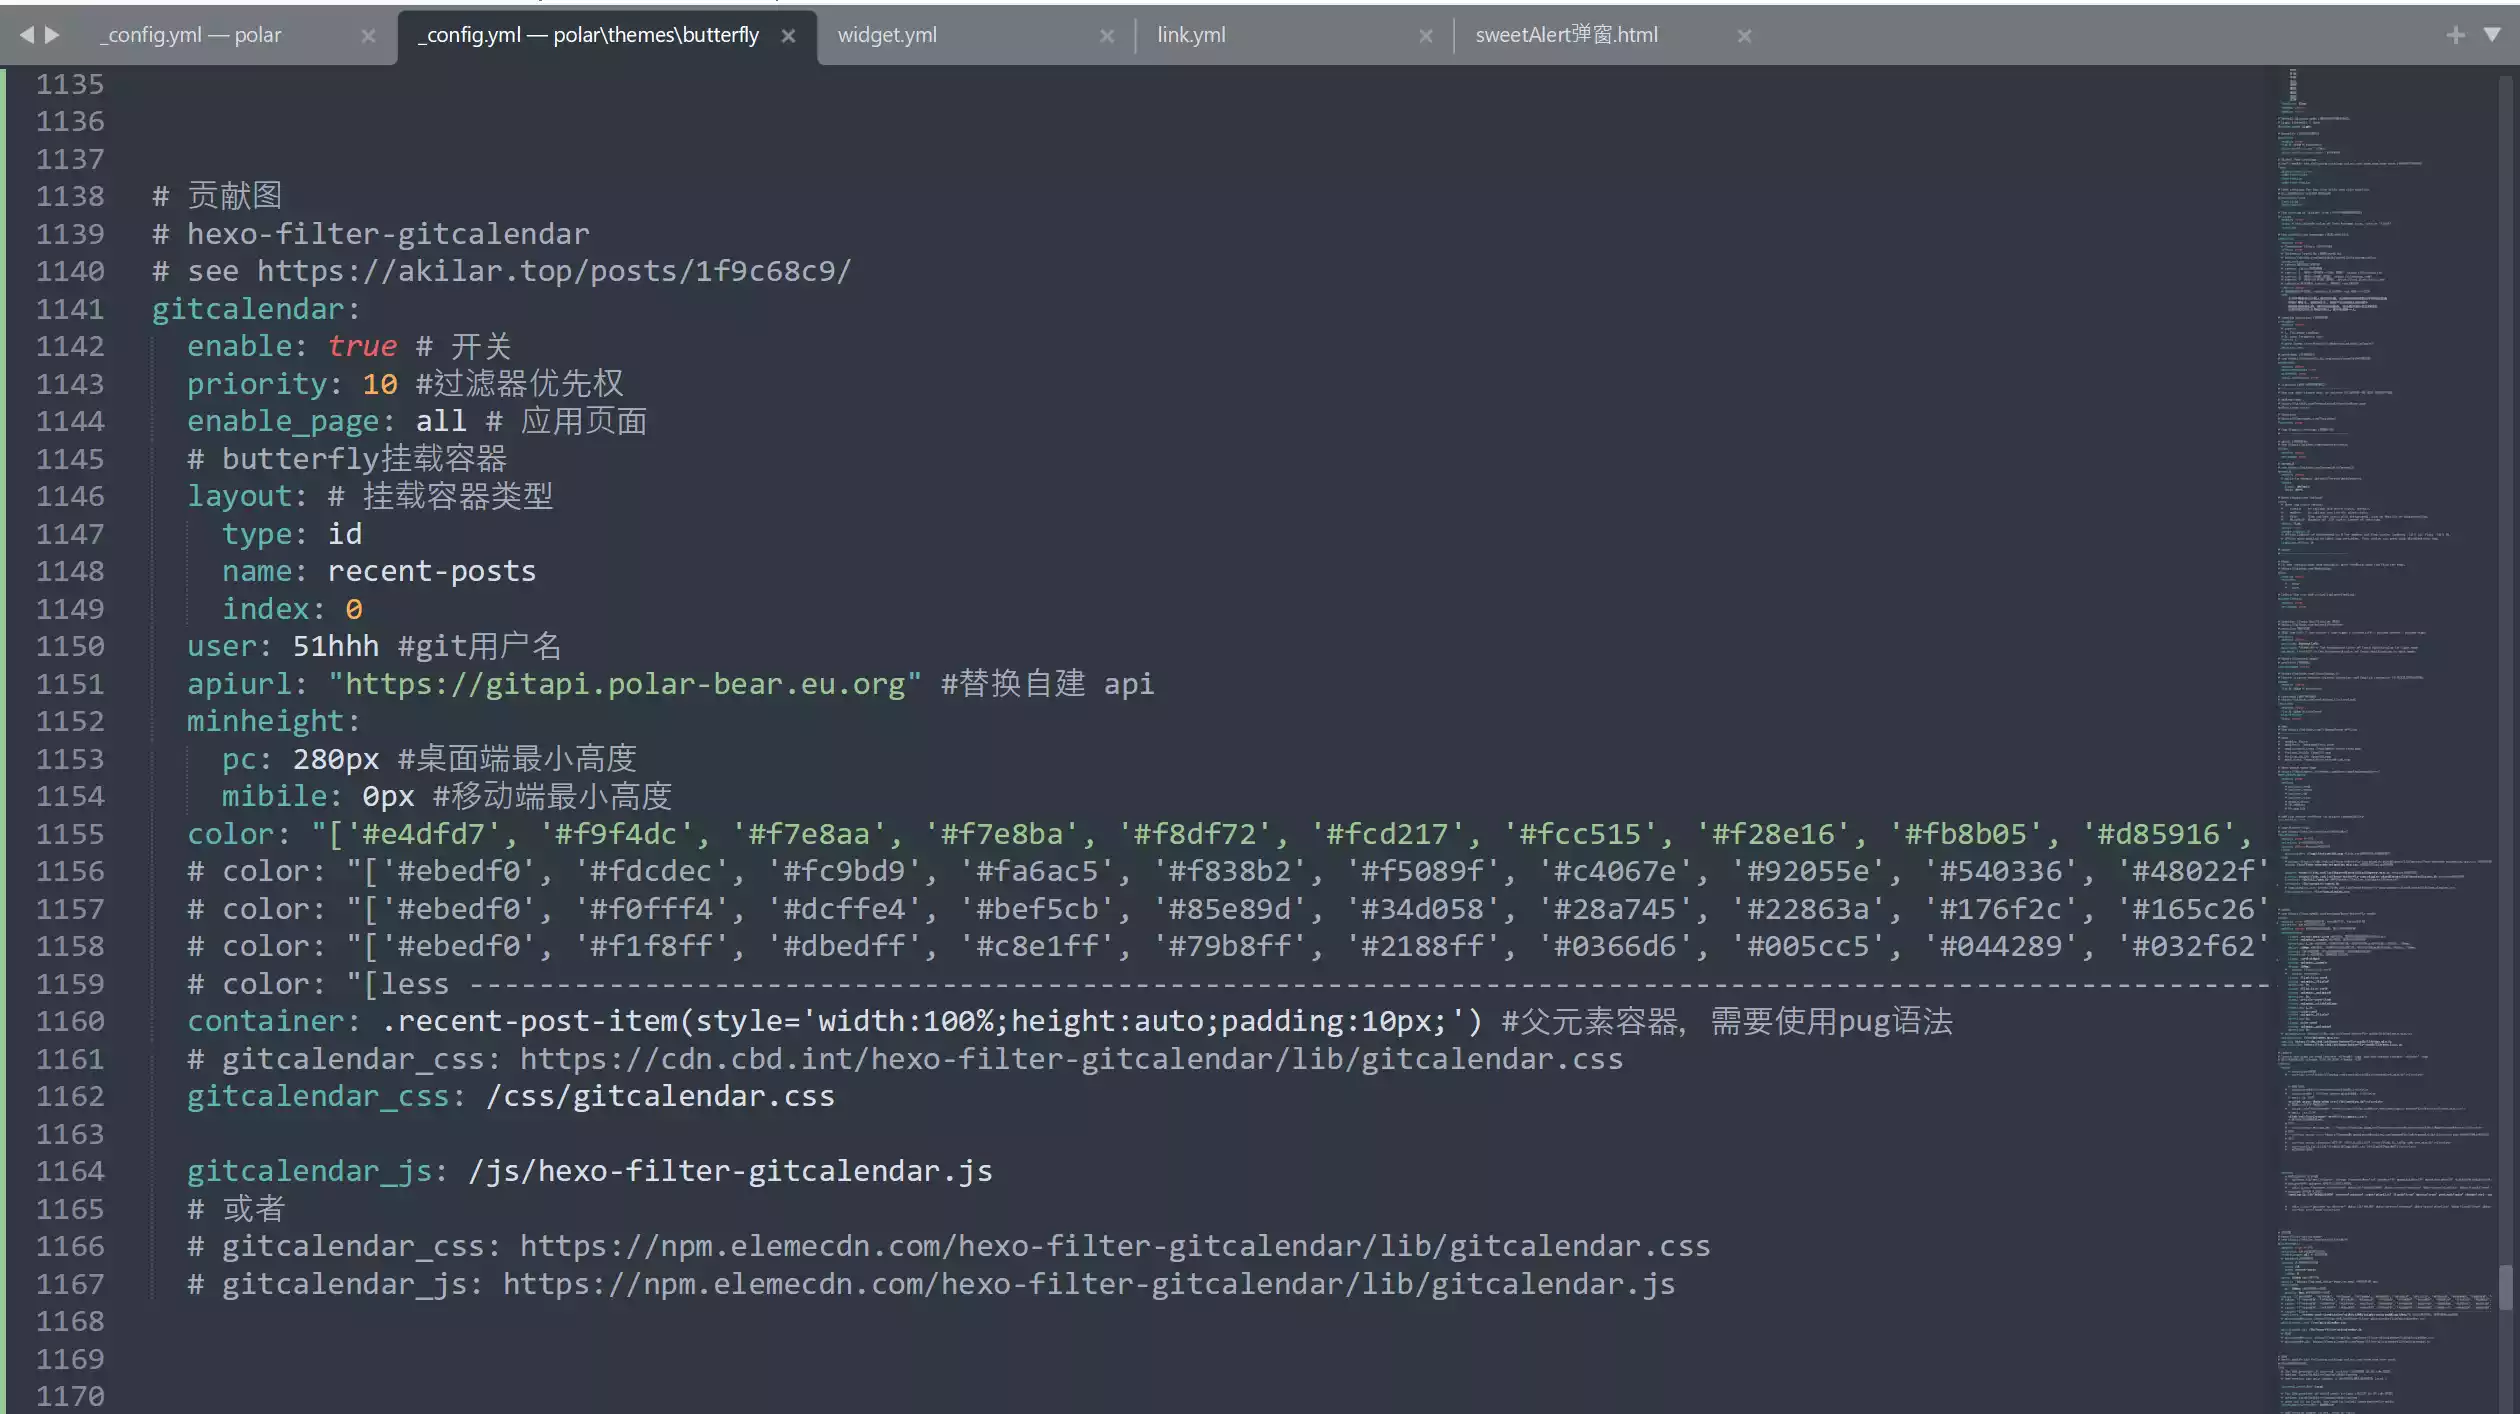 _config.yml — polar
_config.yml — polar\themes\butterfly
widget.yml
link.yml
sweetAlert弹窗.html
1135
1136
1137
1138 # 贡献图
1139 # hexo-filter-gitcalendar
1140 # see https://akilar.top/posts/1f9c68c9/
1141 gitcalendar:
1142 enable: true # 开关
1143 priority: 10 #过滤器优先权
1144 enable_page: all # 应用页面
1145 # butterfly挂载容器
1146 layout: # 挂载容器类型
1147 type: id
1148 name: recent-posts
1149 index: 0
1150 user: 51hhh #git用户名
1151 apiurl: "https://gitapi.polar-bear.eu.org" #替换自建 api
1152 minheight:
1153 pc: 280px #桌面端最小高度
1154 mibile: 0px #移动端最小高度
1155 color: "['#e4dfd7', '#f9f4dc', '#f7e8aa', '#f7e8ba', '#f8df72', '#fcd217', '#fcc515', '#f28e16', '#fb8b05', '#d85916',
1156 # color: "['#ebedf0', '#fdcdec', '#fc9bd9', '#fa6ac5', '#f838b2', '#f5089f', '#c4067e', '#92055e', '#540336', '#48022f'
1157 # color: "['#ebedf0', '#f0fff4', '#dcffe4', '#bef5cb', '#85e89d', '#34d058', '#28a745', '#22863a', '#176f2c', '#165c26'
1158 # color: "['#ebedf0', '#f1f8ff', '#dbedff', '#c8e1ff', '#79b8ff', '#2188ff', '#0366d6', '#005cc5', '#044289', '#032f62'
1159 # color: "[less -------------------------------------------------------------------------------------------------------
1160 container: .recent-post-item(style='width:100%;height:auto;padding:10px;') #父元素容器，需要使用pug语法
1161 # gitcalendar_css: https://cdn.cbd.int/hexo-filter-gitcalendar/lib/gitcalendar.css
1162 gitcalendar_css: /css/gitcalendar.css
1163
1164 gitcalendar_js: /js/hexo-filter-gitcalendar.js
1165 # 或者
1166 # gitcalendar_css: https://npm.elemecdn.com/hexo-filter-gitcalendar/lib/gitcalendar.css
1167 # gitcalendar_js: https://npm.elemecdn.com/hexo-filter-gitcalendar/lib/gitcalendar.js
1168
1169
1170